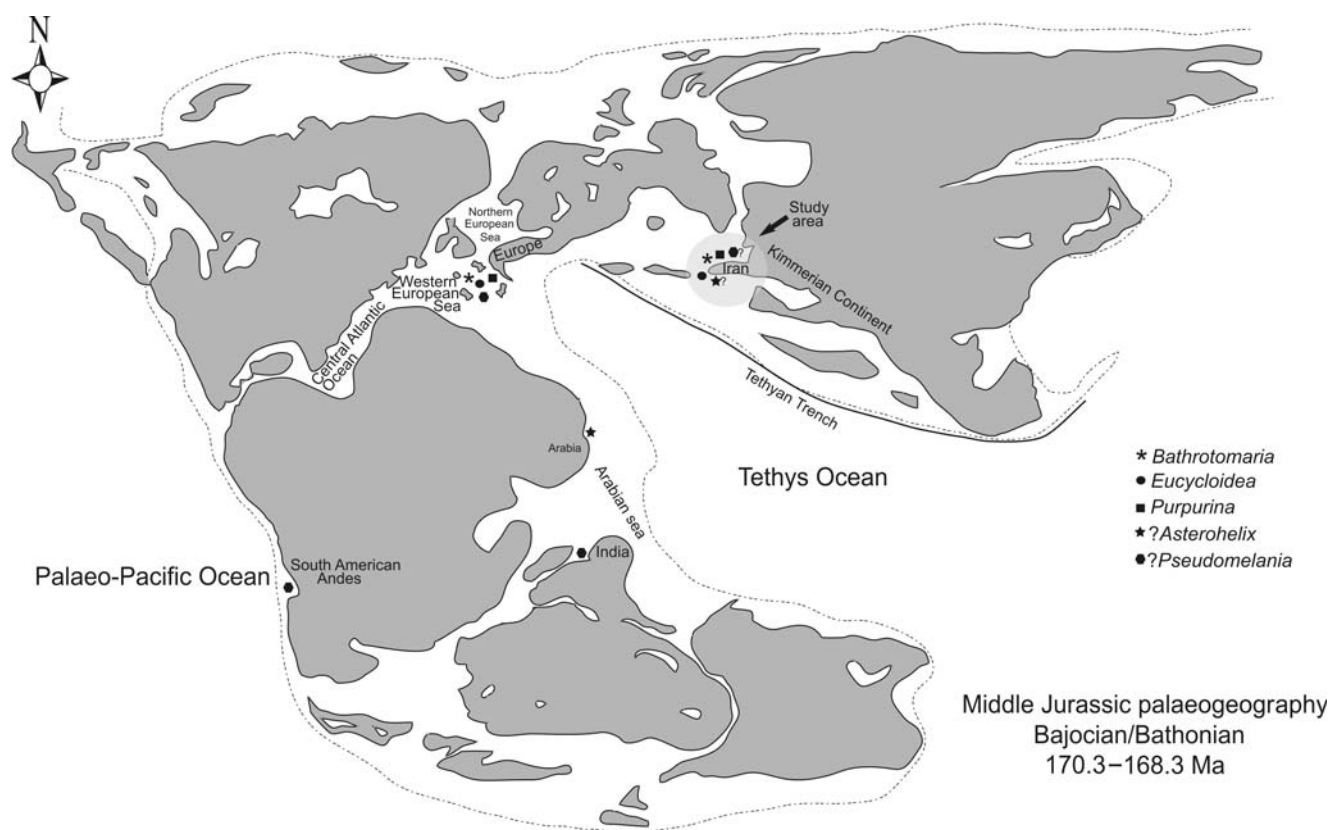 N
Northern
European
Sea
Europe
Western
European
Sea
Central Atlantic
Ocean
Study
area
?
Iran
?
Kimmerian Continent
Tethyan Trench
Arabia
Arabian sea
Tethys Ocean
India
South American
Andes
Palaeo-Pacific Ocean
* Bathrotomaria
● Eucycloidea
■ Purpurina
★ ?Asterohelix
⬣ ?Pseudomelania
Middle Jurassic palaeogeography
Bajocian/Bathonian
170.3–168.3 Ma